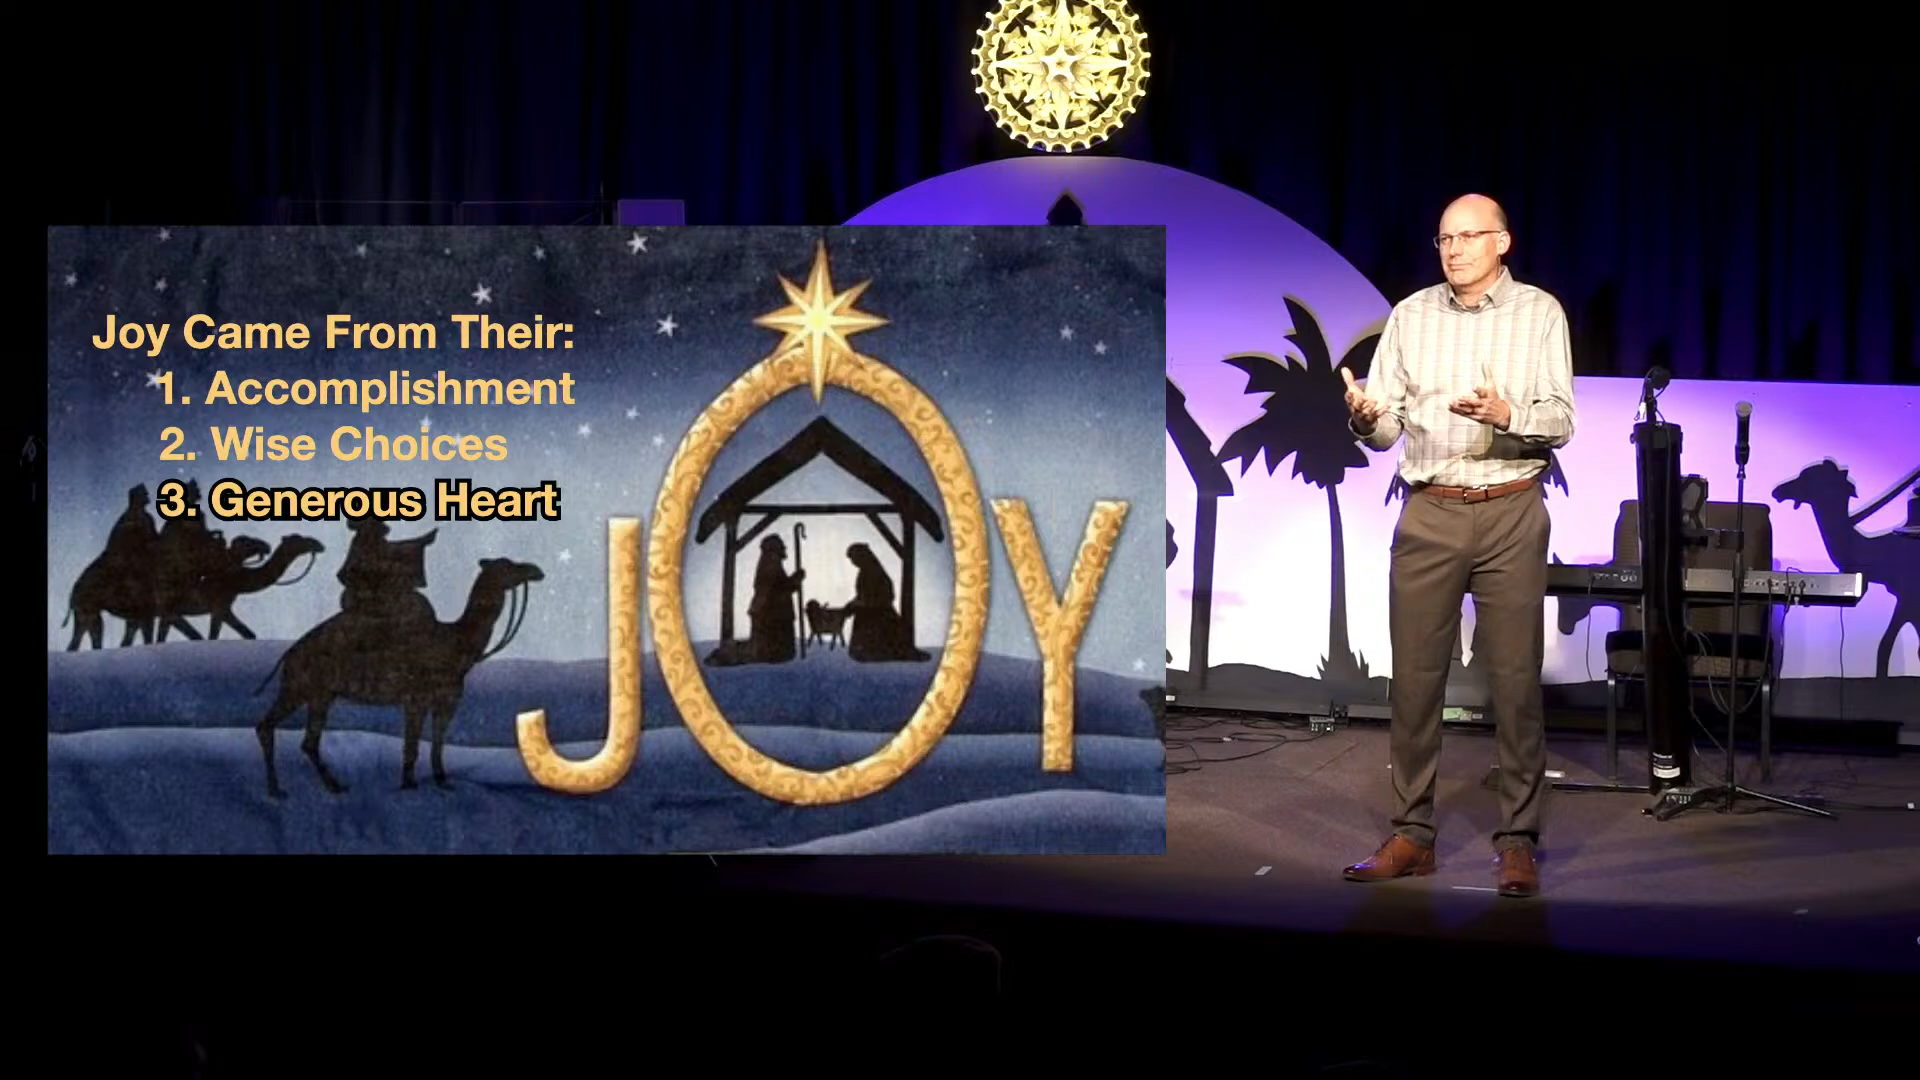 Joy Came From Their:
1. Accomplishment
2. Wise Choices
3. Generous Heart
JOY